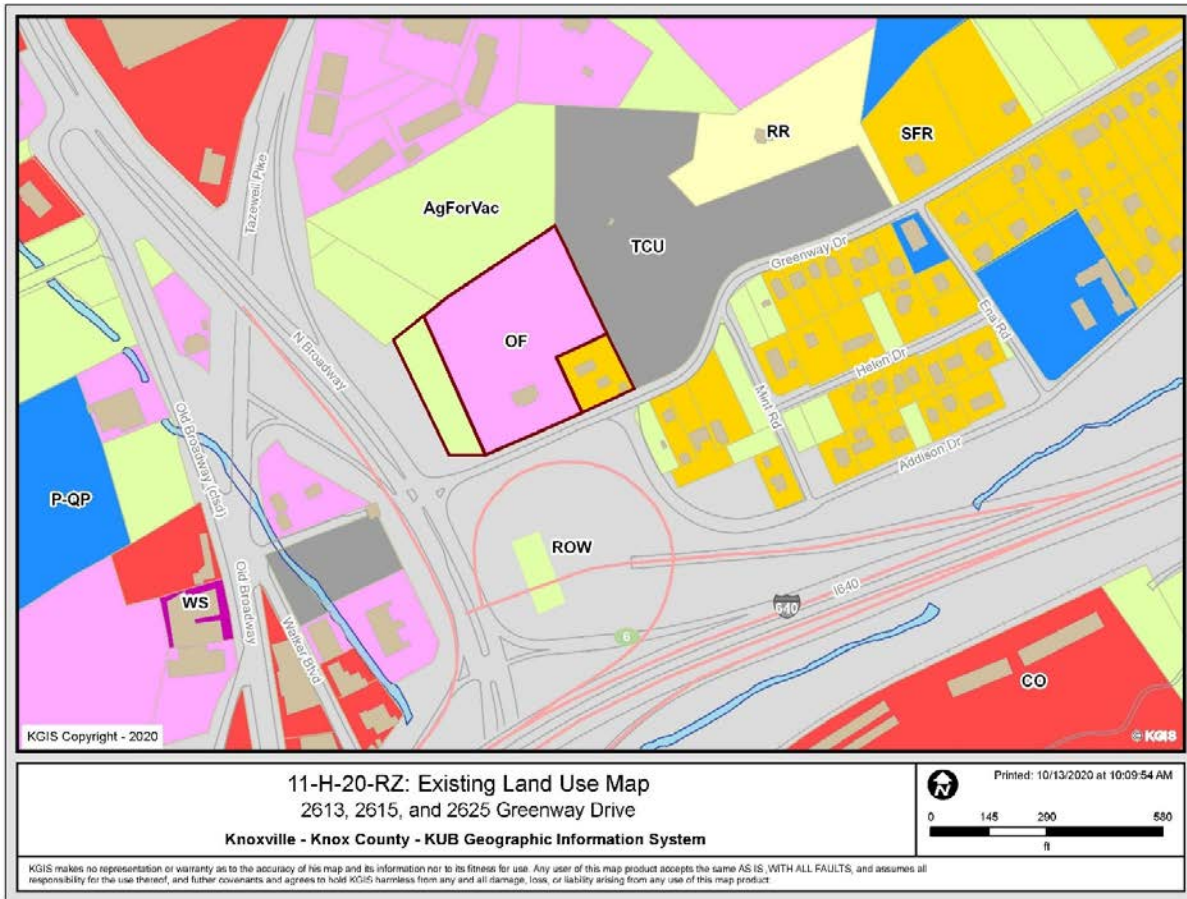 RR
SFR
Tazewell Pike
AgForVac
TCU
Greenway Dr
N Broadway
OF
Ena Rd
Helen Dr
Mint Rd
Old Broadway (clsd)
Addison Dr
P-QP
ROW
I640
640
WS
Old Broadway
Walker Blvd
6
CO
KGIS Copyright - 2020
© KGIS
11-H-20-RZ: Existing Land Use Map
2613, 2615, and 2625 Greenway Drive
Knoxville - Knox County - KUB Geographic Information System
N
Printed: 10/13/2020 at 10:09:54 AM
0 145 290 580
ft
KGIS makes no representation or warranty as to the accuracy of his map and its information nor to its fitness for use. Any user of this map product accepts the same AS IS ,WITH ALL FAULTS, and assumes all
responsibility for the use thereof, and futher covenants and agrees to hold KGIS harmless from any and all damage, loss, or liability arising from any use of this map product.